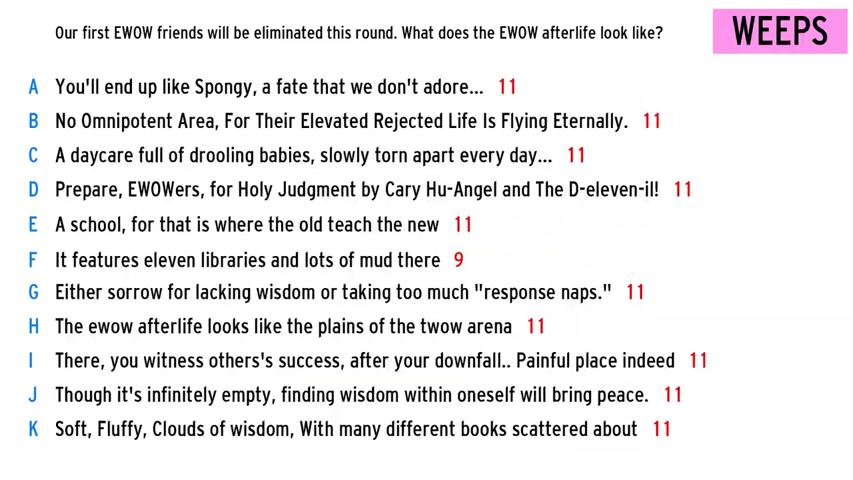 Our first EWOW friends will be eliminated this round. What does the EWOW afterlife look like?
WEEPS
A You'll end up like Spongy, a fate that we don't adore... 11
B No Omnipotent Area, For Their Elevated Rejected Life Is Flying Eternally. 11
C A daycare full of drooling babies, slowly torn apart every day... 11
D Prepare, EWOWers, for Holy Judgment by Cary Hu-Angel and The D-eleven-il! 11
E A school, for that is where the old teach the new 11
F It features eleven libraries and lots of mud there 9
G Either sorrow for lacking wisdom or taking too much "response naps." 11
H The ewow afterlife looks like the plains of the twow arena 11
I There, you witness others's success, after your downfall.. Painful place indeed 11
J Though it's infinitely empty, finding wisdom within oneself will bring peace. 11
K Soft, Fluffy, Clouds of wisdom, With many different books scattered about 11